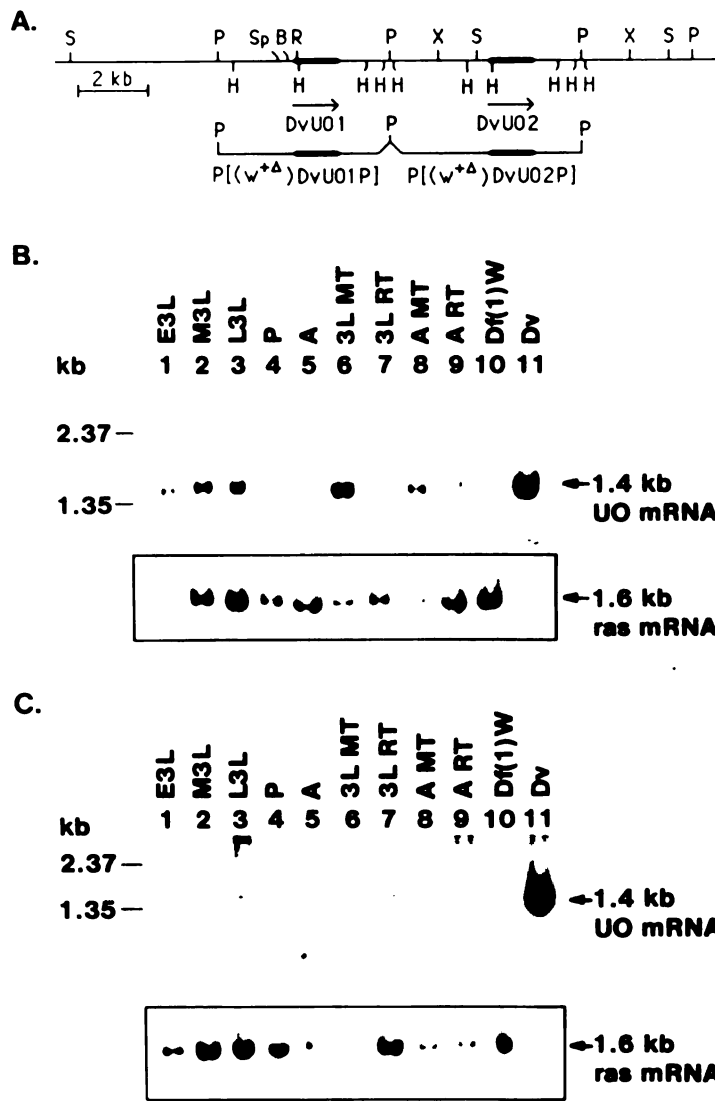 A.
S P Sp B R P X S P X S P
H H H H H H H H H H H
2 kb
DvUO1 P DvUO2
P P
P[(w+Δ)DvUO1P] P[(w+Δ)DvUO2P]
B.
E3L M3L L3L P A 3L MT 3L RT A MT A RT Df(1)W Dv
kb 1 2 3 4 5 6 7 8 9 10 11
2.37
1.35
1.4 kb
UO mRNA
1.6 kb
ras mRNA
C.
E3L M3L L3L P A 3L MT 3L RT A MT A RT Df(1)W Dv
kb 1 2 3 4 5 6 7 8 9 10 11
2.37
1.35
1.4 kb
UO mRNA
1.6 kb
ras mRNA